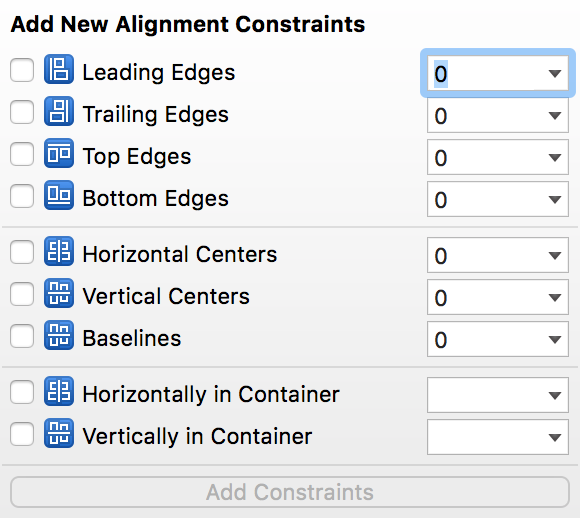 Add New Alignment Constraints
Leading Edges 0
Trailing Edges 0
Top Edges 0
Bottom Edges 0
Horizontal Centers 0
Vertical Centers 0
Baselines 0
Horizontally in Container
Vertically in Container
Add Constraints